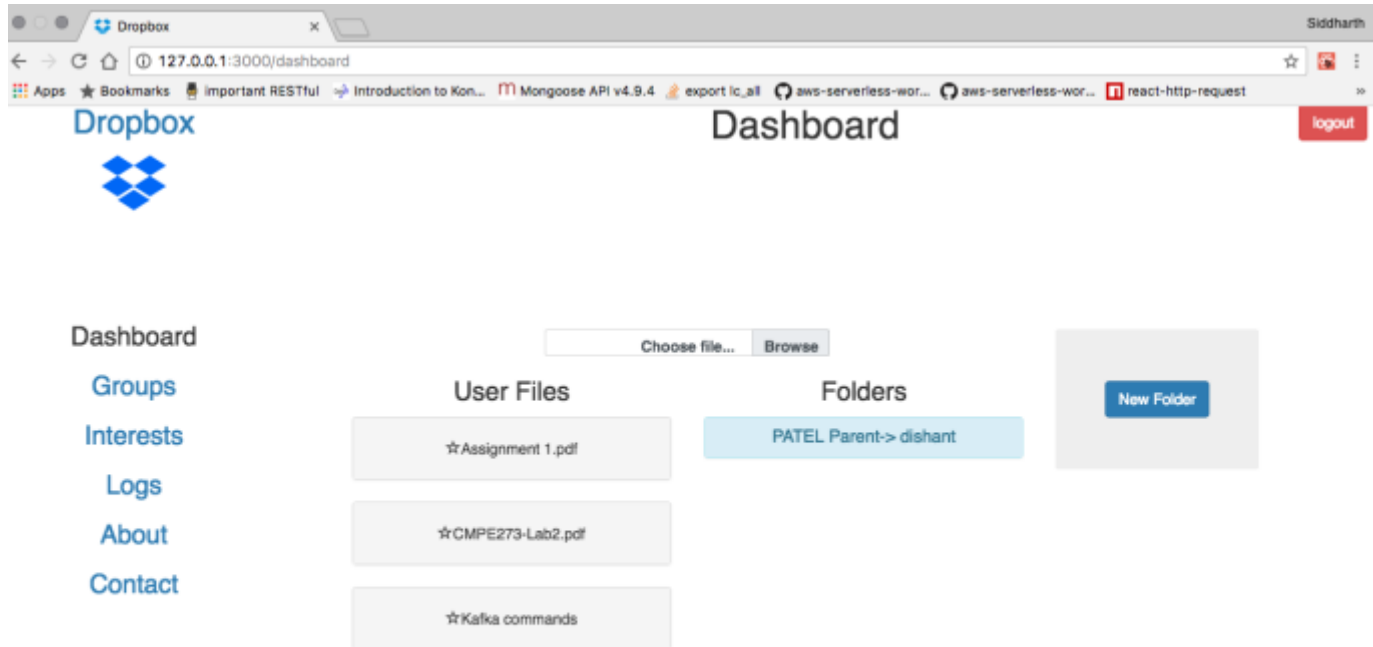 Dropbox
Siddharth
127.0.0.1:3000/dashboard
Apps Bookmarks important RESTful Introduction to Kon... Mongoose API v4.9.4 export lc_all aws-serverless-wor... aws-serverless-wor... react-http-request »
Dropbox
Dashboard
logout
Dashboard
Groups
Interests
Logs
About
Contact
Choose file... Browse
User Files
☆Assignment 1.pdf
☆CMPE273-Lab2.pdf
☆Kafka commands
Folders
PATEL Parent-> dishant
New Folder